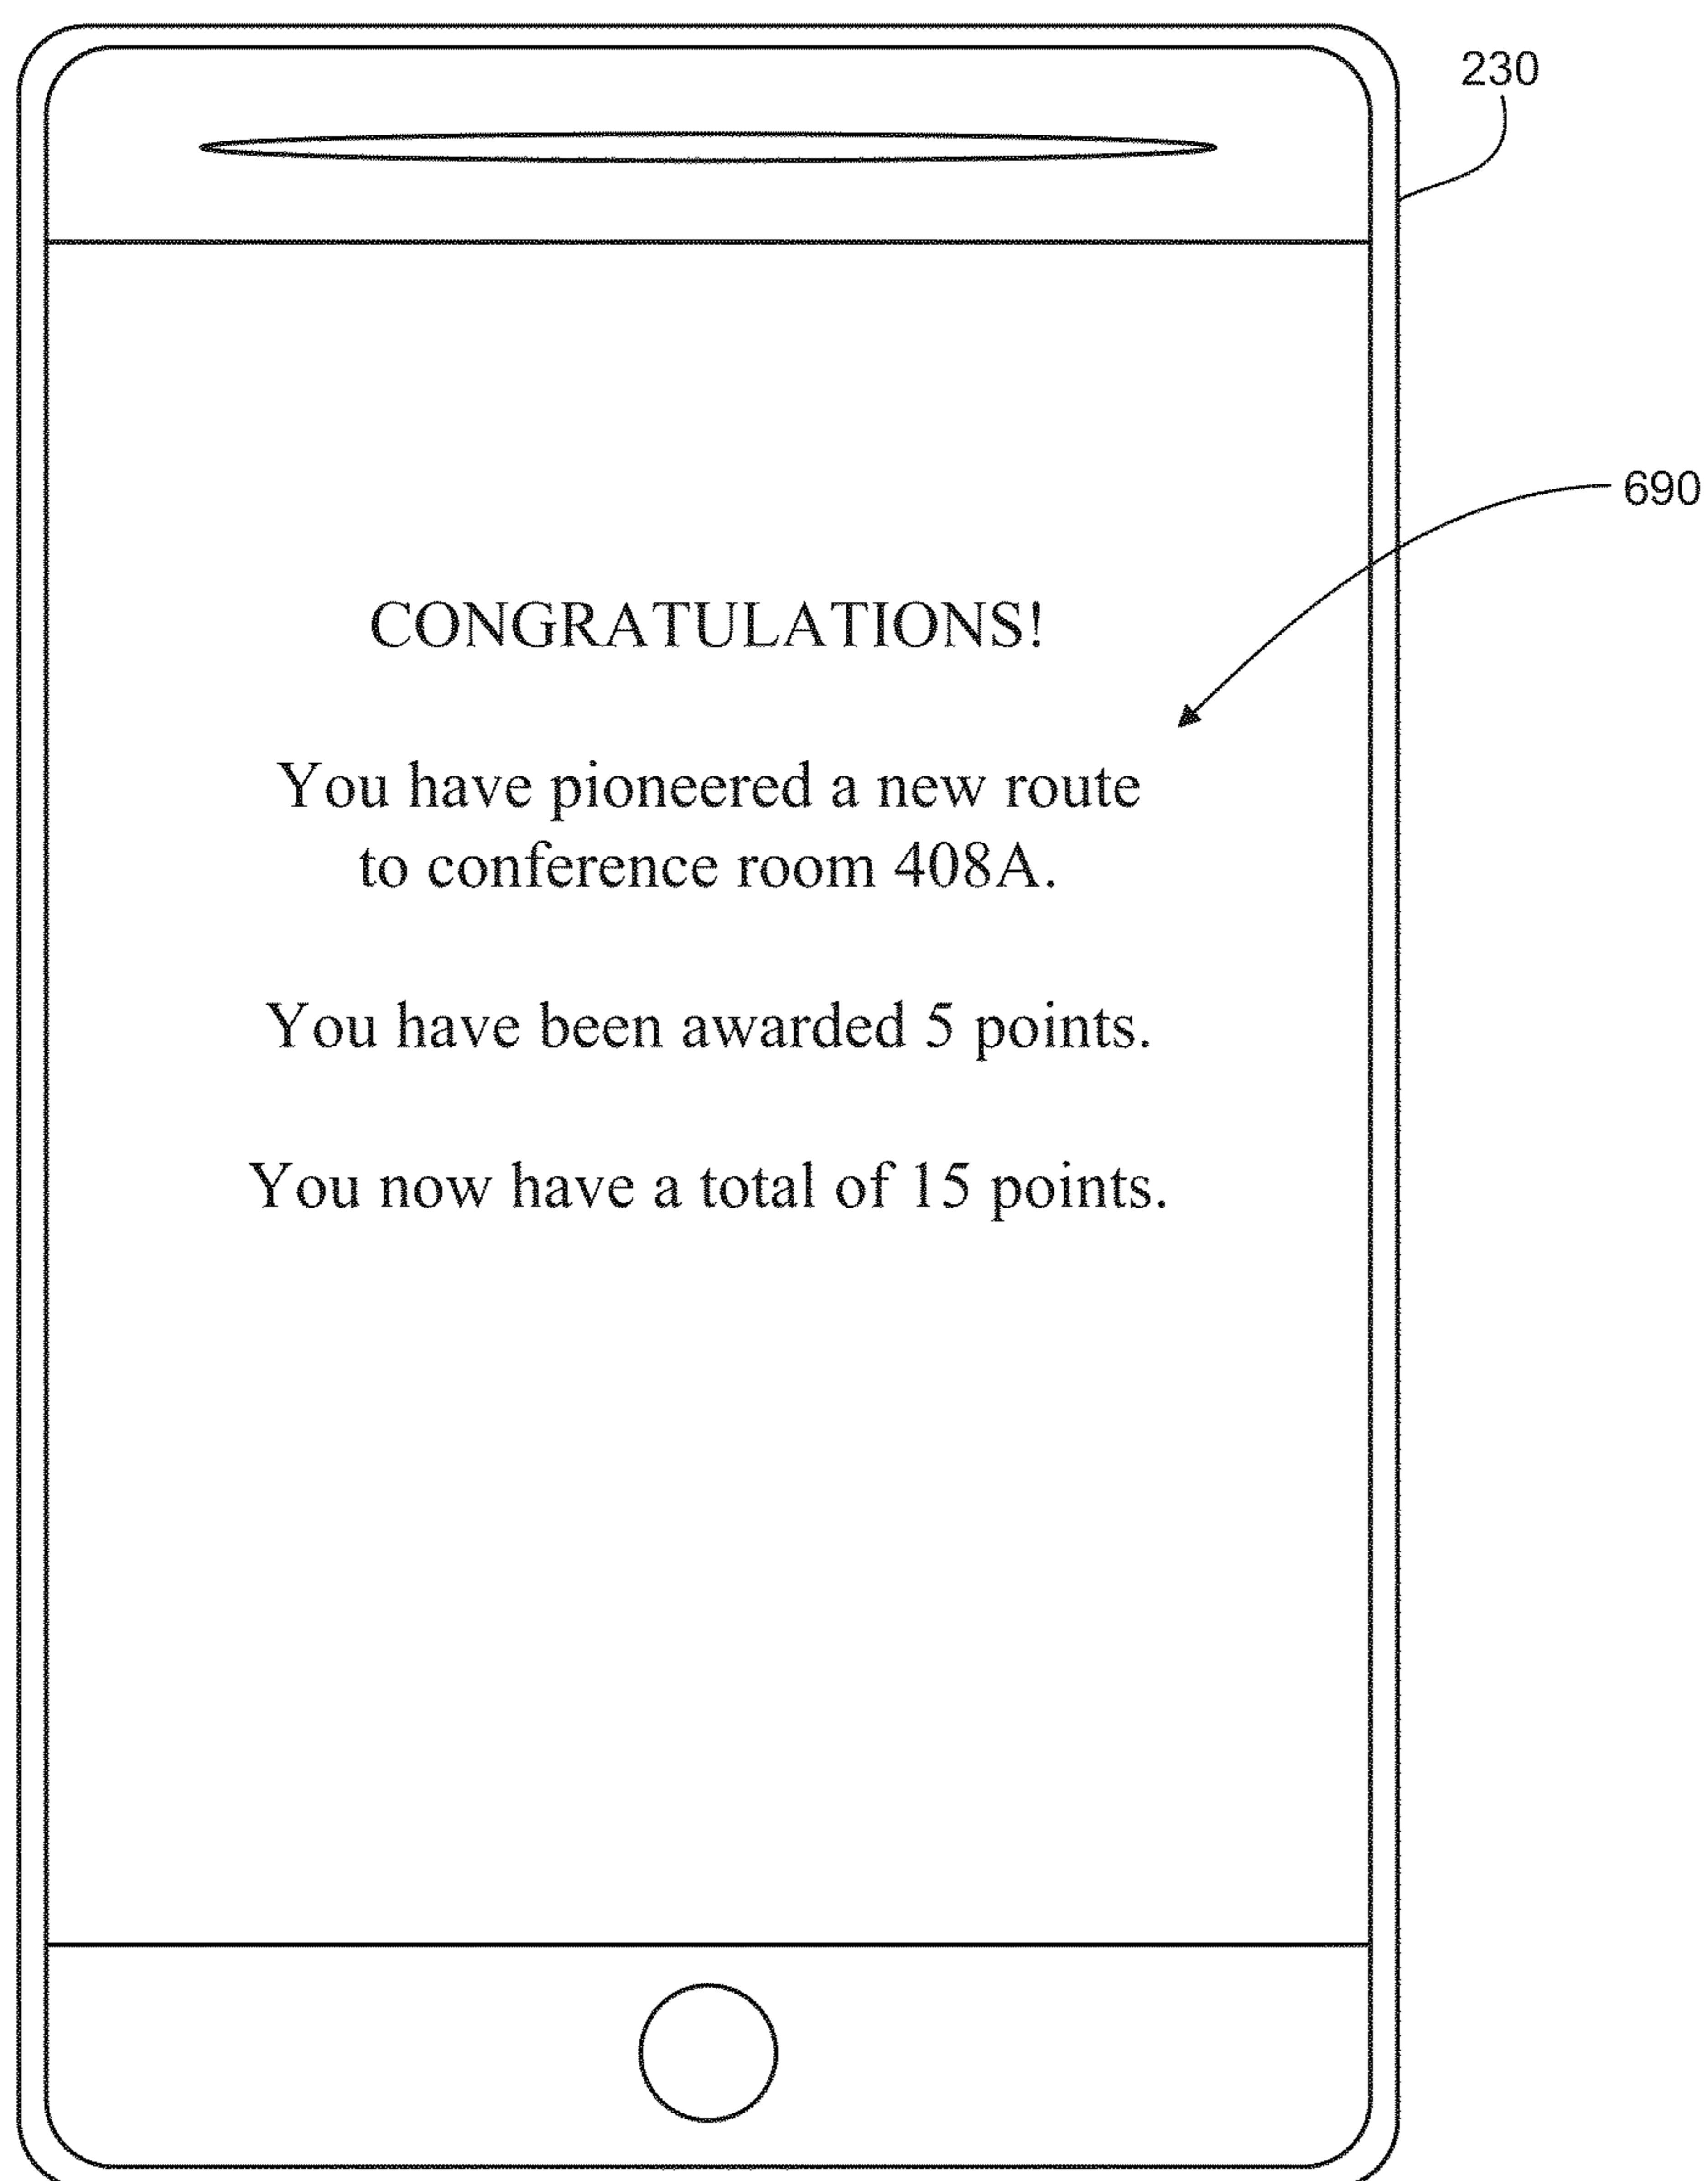 230
690
CONGRATULATIONS!
You have pioneered a new route
to conference room 408A.
You have been awarded 5 points.
You now have a total of 15 points.